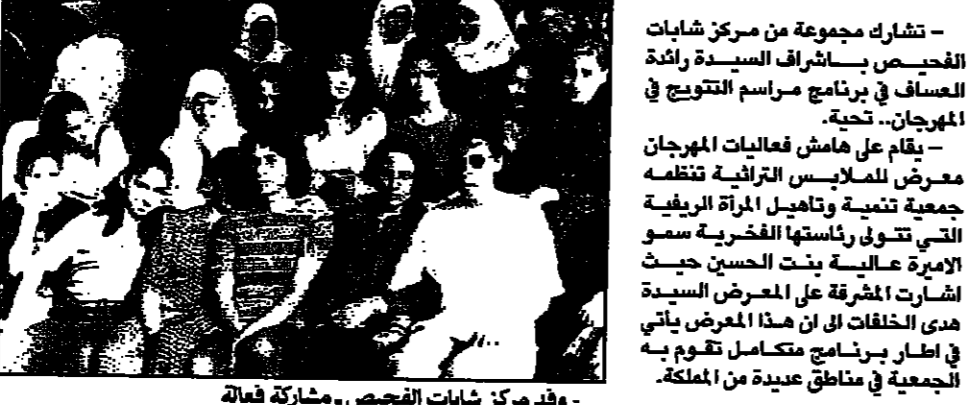 – تشارك مجموعة من مركز شابات
الفحيص باشراف السيدة رائدة
العساف في برنامج مراسم التتويج في
المهرجان.. تحية.
– يقام على هامش فعاليات المهرجان
معرض للملابس التراثية تنظمه
جمعية تنمية وتاهيل المرأة الريفية
التي تتولى رئاستها الفخرية سمو
الاميرة عالية بنت الحسين حيث
اشارت المشرفة على المعرض السيدة
هدى الخلفات الى ان هذا المعرض يأتي
في اطار برنامج متكامل تقوم به
الجمعية في مناطق عديدة من المملكة.
- وفد مركز شابات الفحيص.. مشاركة فعالة